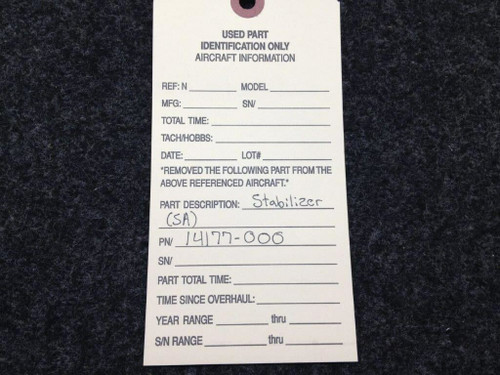 USED PART
IDENTIFICATION ONLY
AIRCRAFT INFORMATION
REF: N MODEL
MFG: SN/
TOTAL TIME:
TACH/HOBBS:
DATE: LOT#
"REMOVED THE FOLLOWING PART FROM THE
ABOVE REFERENCED AIRCRAFT."
PART DESCRIPTION: Stabilizer
(SA)
PN/ 14177-000
SN/
PART TOTAL TIME:
TIME SINCE OVERHAUL:
YEAR RANGE thru
S/N RANGE thru